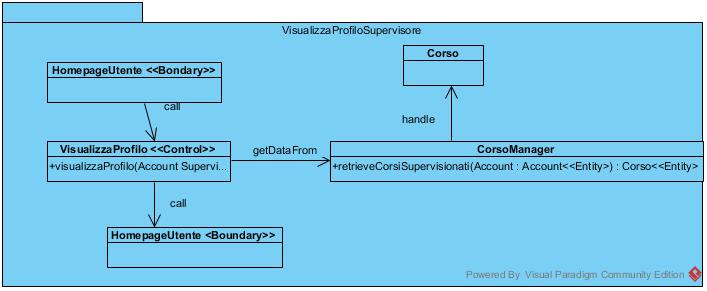 VisualizzaProfiloSupervisore
HomepageUtente <<Bondary>>
Corso
call
handle
VisualizzaProfilo <<Control>>
+visualizzaProfilo(Account Supervi...
getDataFrom
CorsoManager
+retrieveCorsiSupervisionati(Account : Account<<Entity>) : Corso<<Entity>
call
HomepageUtente <Boundary>>
Powered By Visual Paradigm Community Edition